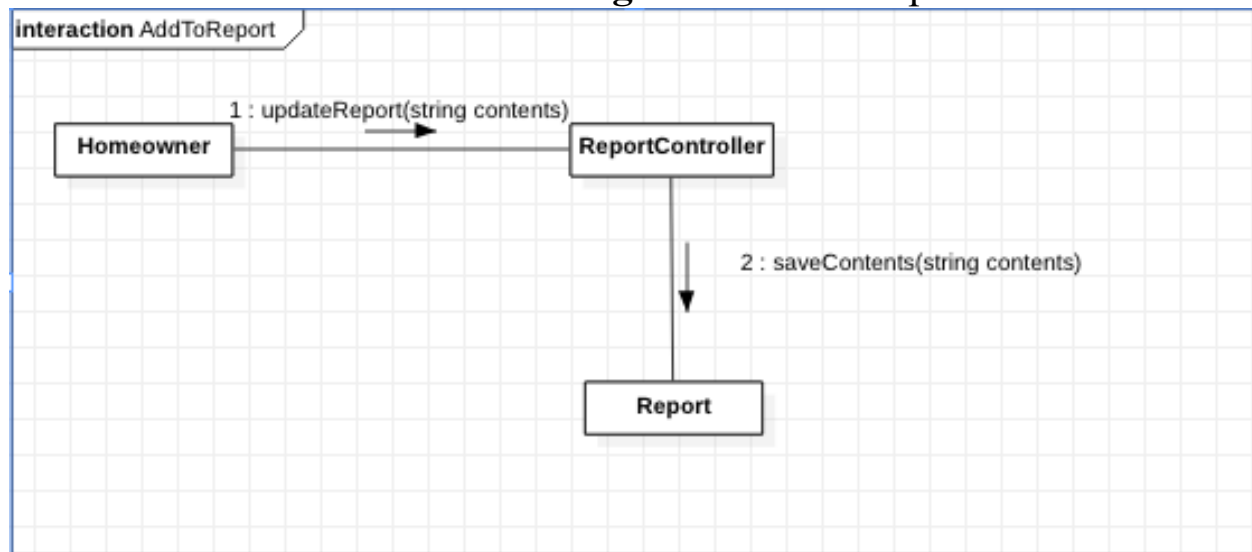 interaction AddToReport
1 : updateReport(string contents)
Homeowner
ReportController
2 : saveContents(string contents)
Report